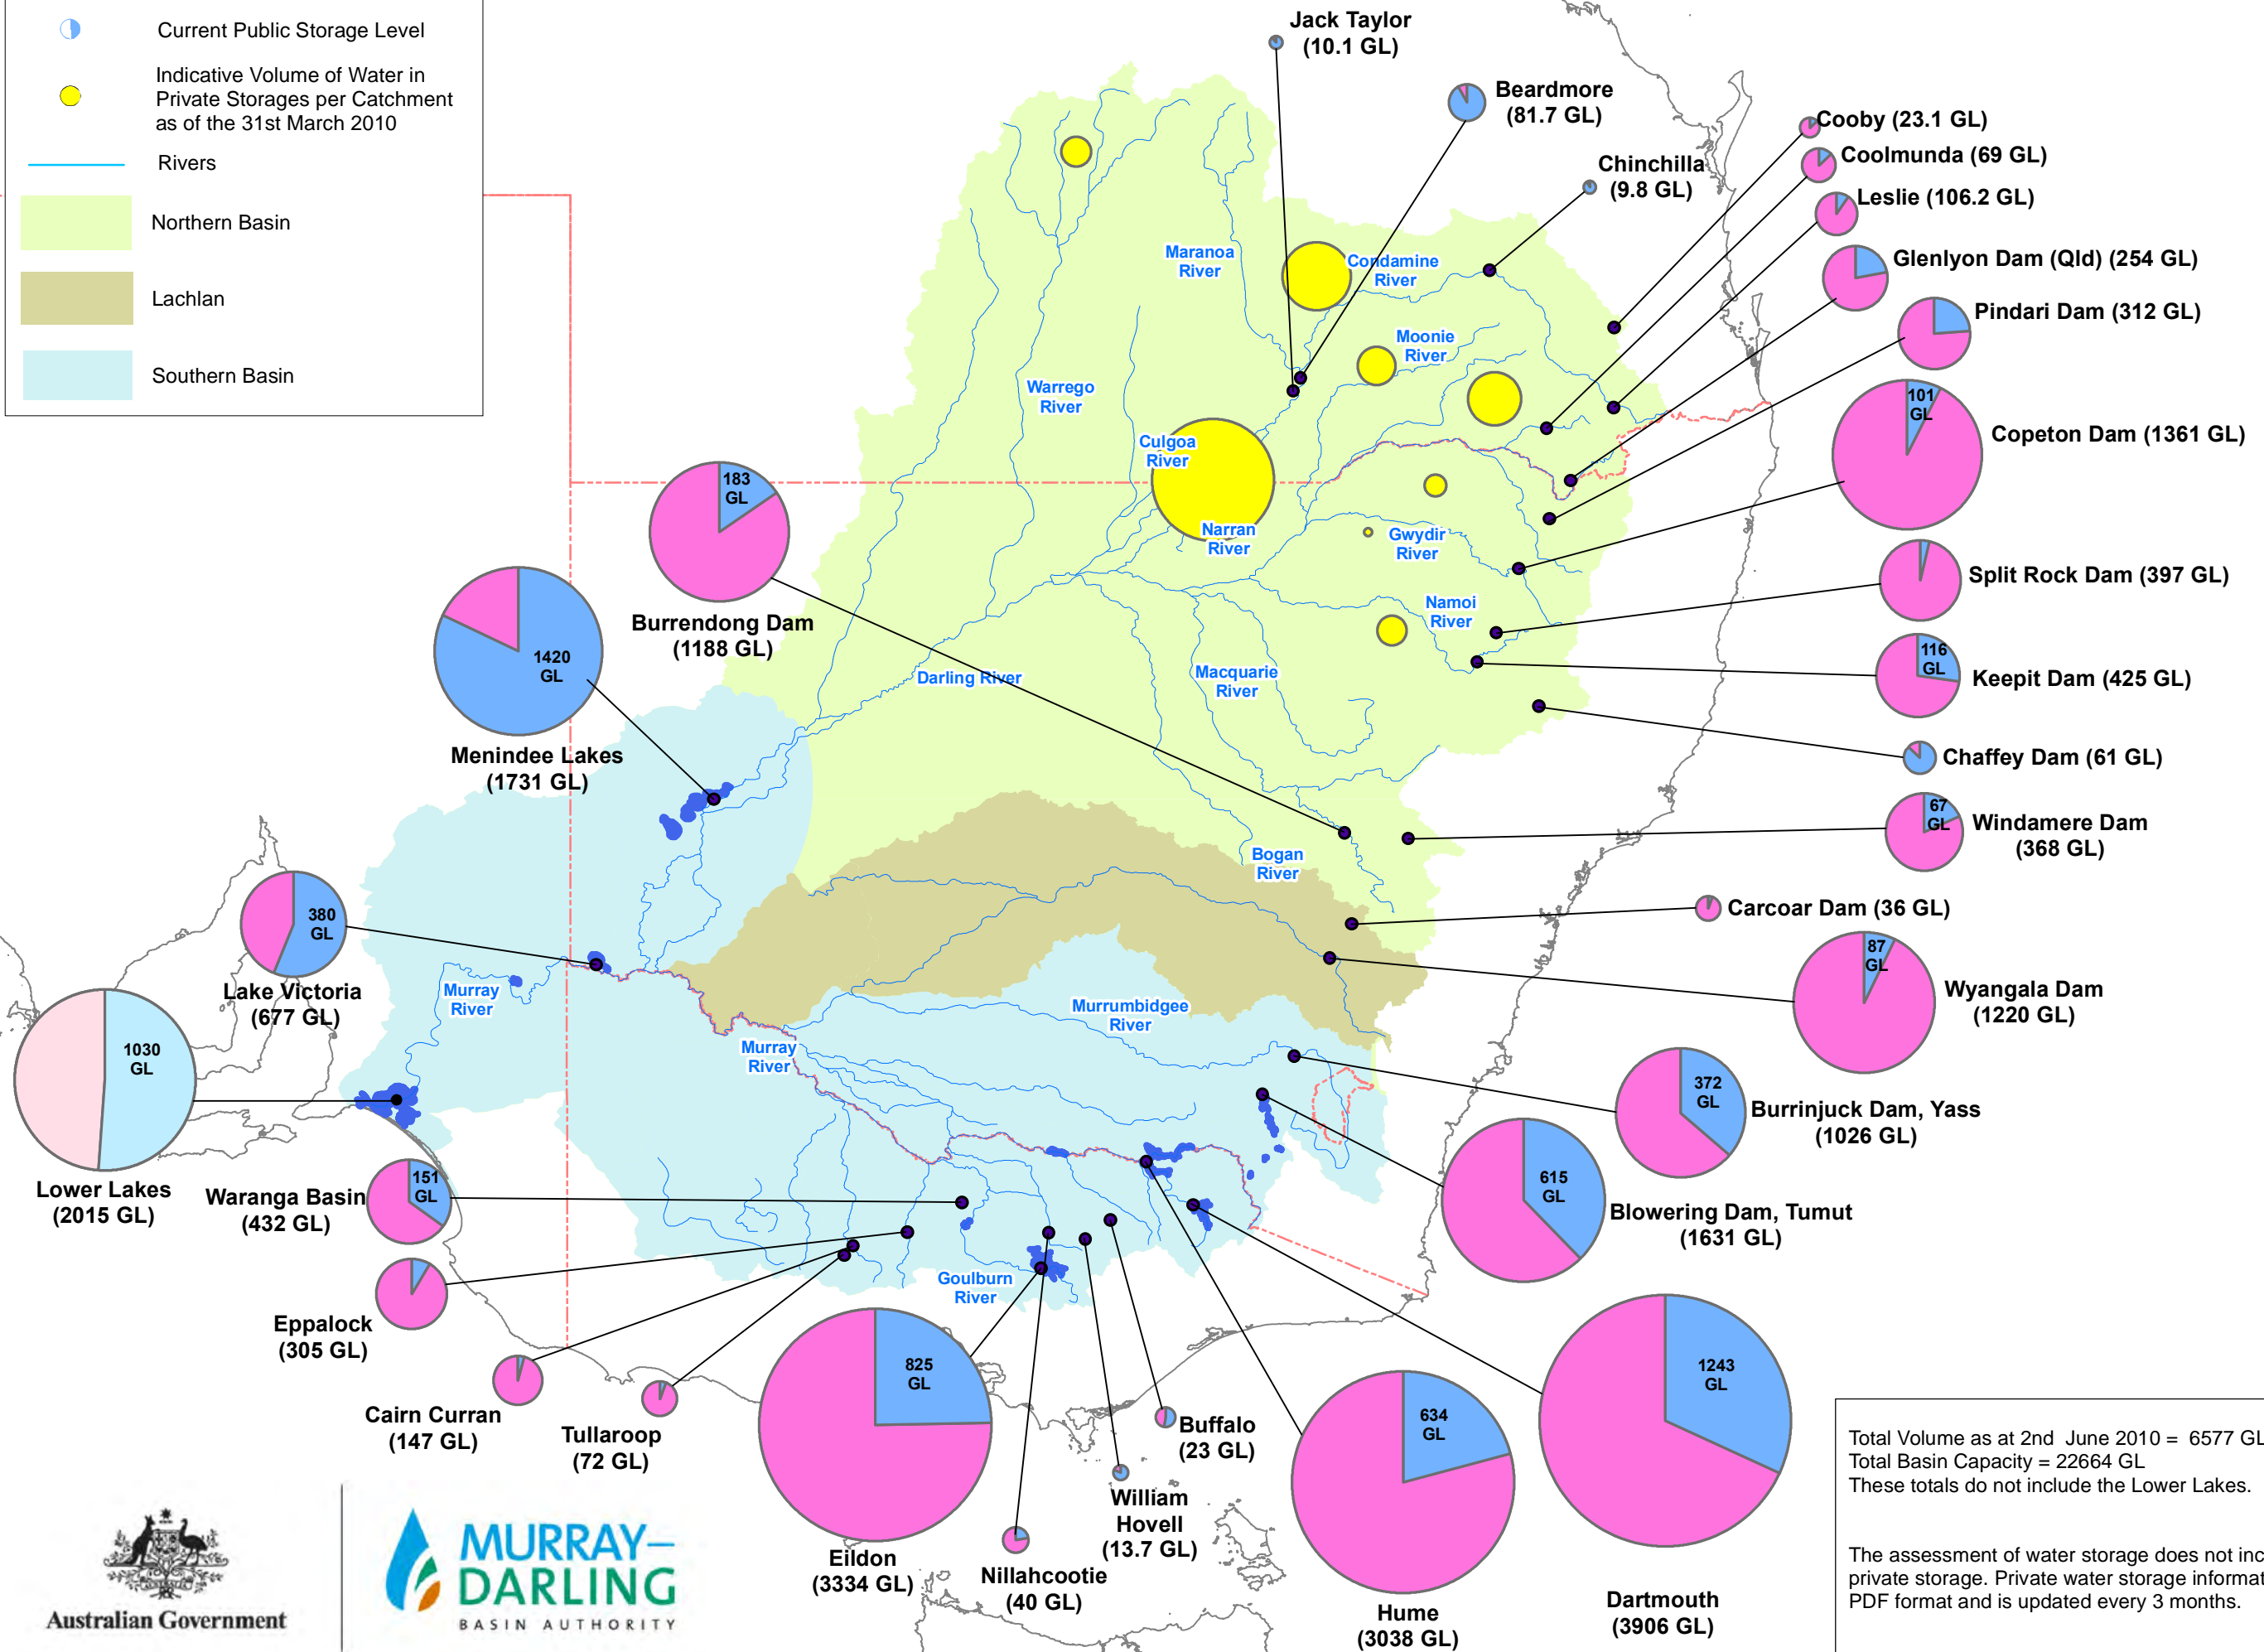 Current Public Storage Level
Indicative Volume of Water in
Private Storages per Catchment
as of the 31st March 2010
Rivers
Northern Basin
Lachlan
Southern Basin
Jack Taylor
(10.1 GL)
Beardmore
(81.7 GL)
Chinchilla
(9.8 GL)
Cooby (23.1 GL)
Coolmunda (69 GL)
Leslie (106.2 GL)
Glenlyon Dam (Qld) (254 GL)
Pindari Dam (312 GL)
101
GL
Copeton Dam (1361 GL)
Split Rock Dam (397 GL)
116
GL
Keepit Dam (425 GL)
Chaffey Dam (61 GL)
67
GL
Windamere Dam
(368 GL)
Carcoar Dam (36 GL)
87
GL
Wyangala Dam
(1220 GL)
372
GL
Burrinjuck Dam, Yass
(1026 GL)
615
GL
Blowering Dam, Tumut
(1631 GL)
1243
GL
Dartmouth
(3906 GL)
634
GL
Hume
(3038 GL)
Buffalo
(23 GL)
William
Hovell
(13.7 GL)
Nillahcootie
(40 GL)
825
GL
Eildon
(3334 GL)
Tullaroop
(72 GL)
Cairn Curran
(147 GL)
Eppalock
(305 GL)
151
GL
Waranga Basin
(432 GL)
1030
GL
Lower Lakes
(2015 GL)
380
GL
Lake Victoria
(677 GL)
1420
GL
Menindee Lakes
(1731 GL)
183
GL
Burrendong Dam
(1188 GL)
Maranoa
River
Condamine
River
Moonie
River
Warrego
River
Culgoa
River
Narran
River
Gwydir
River
Namoi
River
Macquarie
River
Darling River
Bogan
River
Murrumbidgee
River
Murray
River
Murray
River
Goulburn
River
Total Volume as at 2nd June 2010 = 6577 GL
Total Basin Capacity = 22664 GL
These totals do not include the Lower Lakes.
The assessment of water storage does not inc
private storage. Private water storage informat
PDF format and is updated every 3 months.
Australian Government
MURRAY–
DARLING
BASIN AUTHORITY